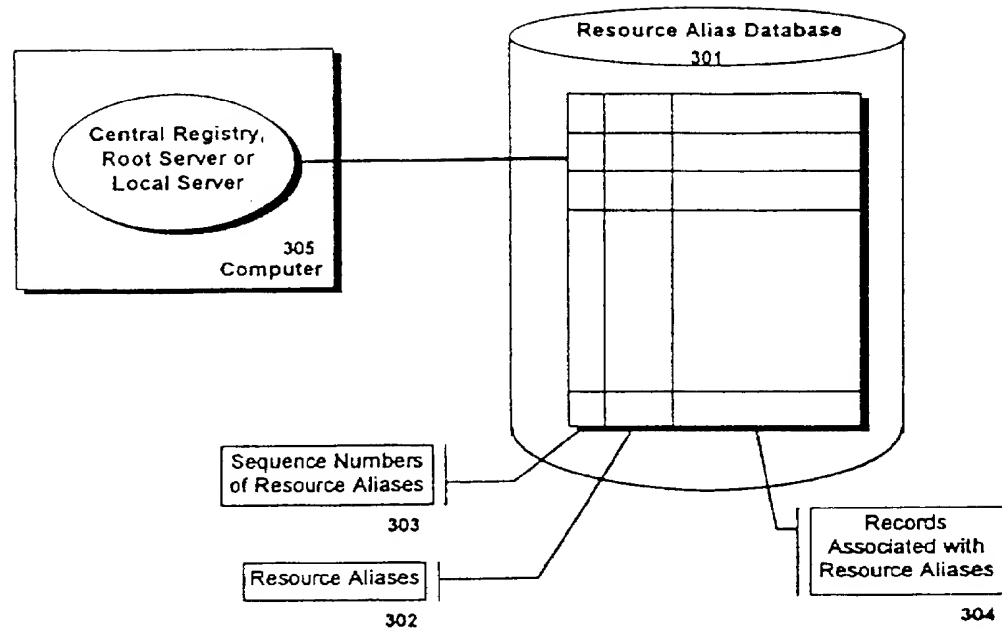 Resource Alias Database
301
Central Registry,
Root Server or
Local Server
305
Computer
Sequence Numbers
of Resource Aliases
303
Resource Aliases
302
Records
Associated with
Resource Aliases
304